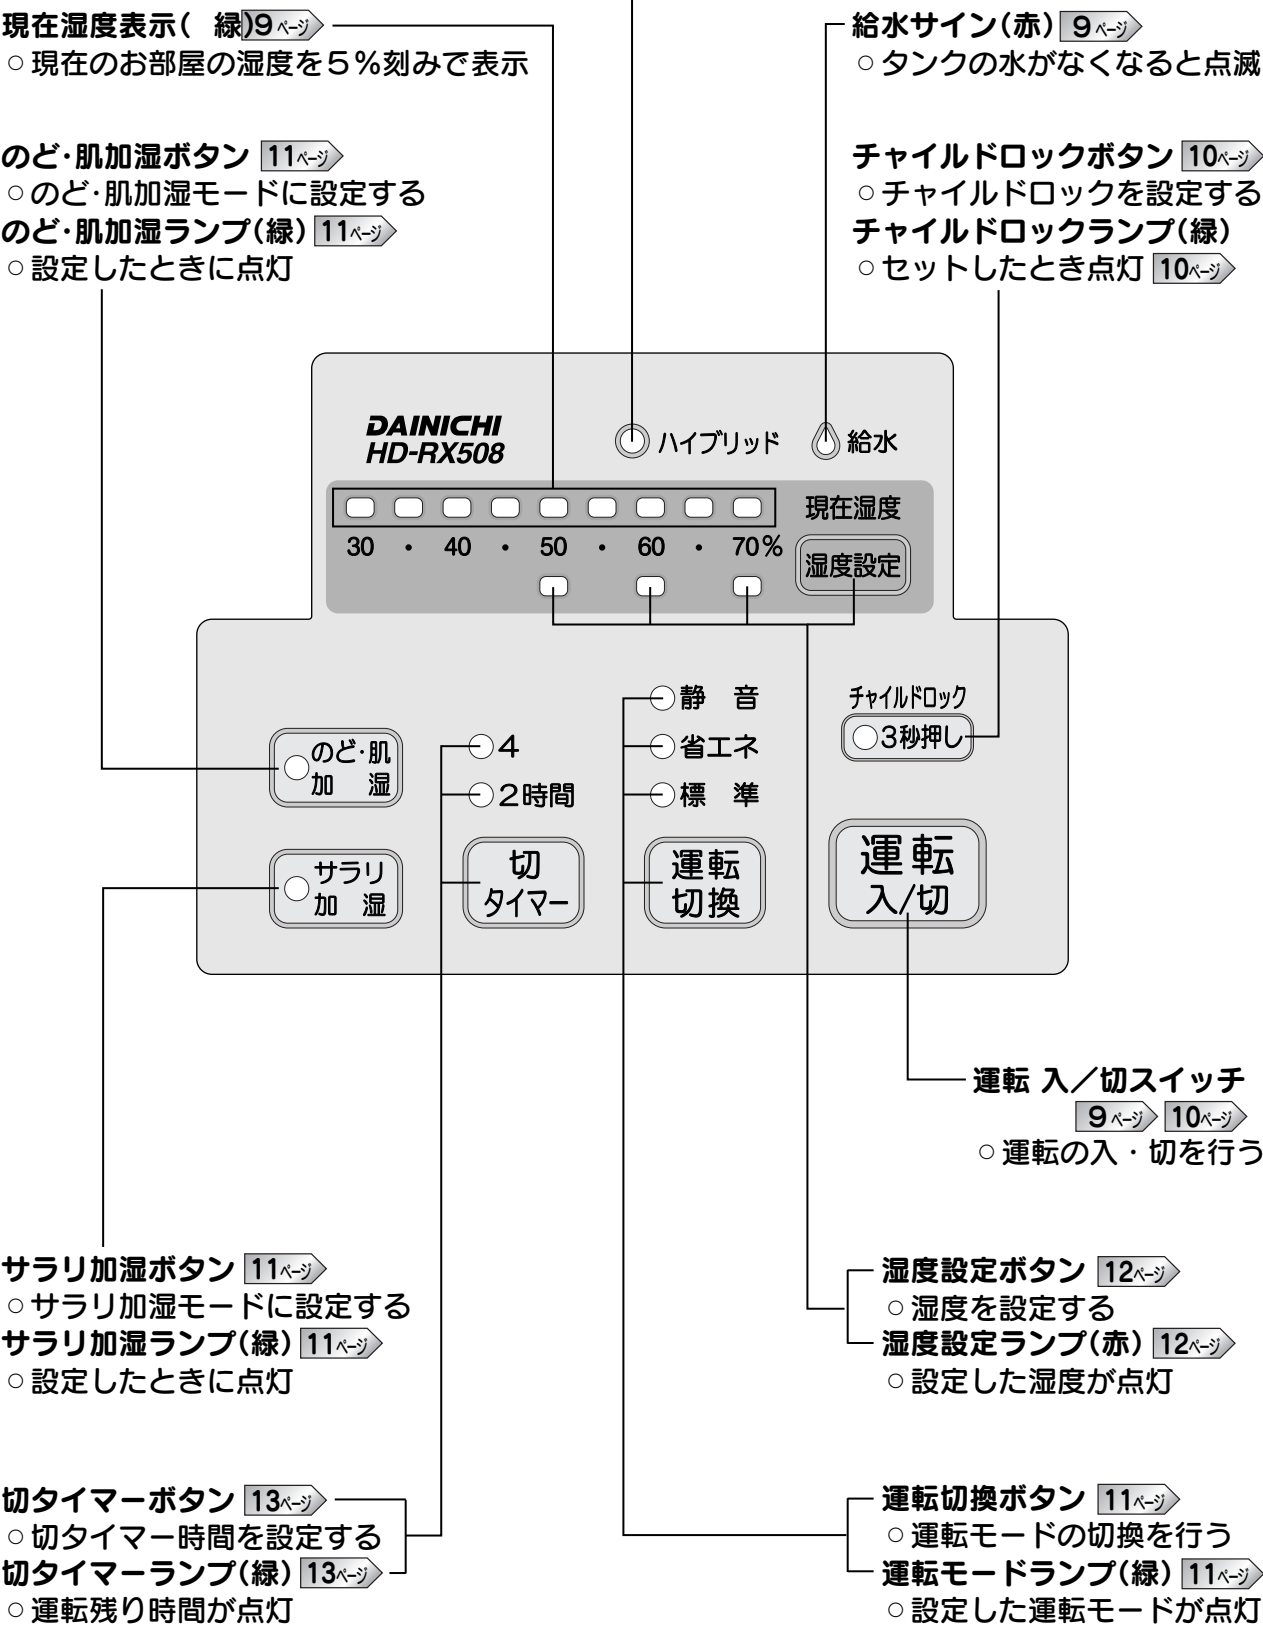 現在湿度表示(　緑)9ページ
○現在のお部屋の湿度を５％刻みで表示
給水サイン(赤) 9ページ
○タンクの水がなくなると点滅
のど・肌加湿ボタン 11ページ
○のど・肌加湿モードに設定する
のど・肌加湿ランプ(緑) 11ページ
○設定したときに点灯
チャイルドロックボタン 10ページ
○チャイルドロックを設定する
チャイルドロックランプ(緑)
○セットしたとき点灯 10ページ
DAINICHI
HD-RX508
ハイブリッド
給水
現在湿度
30 ・ 40 ・ 50 ・ 60 ・ 70%
湿度設定
静　音
省エネ
標　準
チャイルドロック
3秒押し
のど・肌
加　湿
4
2時間
サラリ
加　湿
切
タイマー
運転
切換
運転
入/切
運転 入／切スイッチ
9ページ 10ページ
○運転の入・切を行う
サラリ加湿ボタン 11ページ
○サラリ加湿モードに設定する
サラリ加湿ランプ(緑) 11ページ
○設定したときに点灯
湿度設定ボタン 12ページ
○湿度を設定する
湿度設定ランプ(赤) 12ページ
○設定した湿度が点灯
切タイマーボタン 13ページ
○切タイマー時間を設定する
切タイマーランプ(緑) 13ページ
○運転残り時間が点灯
運転切換ボタン 11ページ
○運転モードの切換を行う
運転モードランプ(緑) 11ページ
○設定した運転モードが点灯